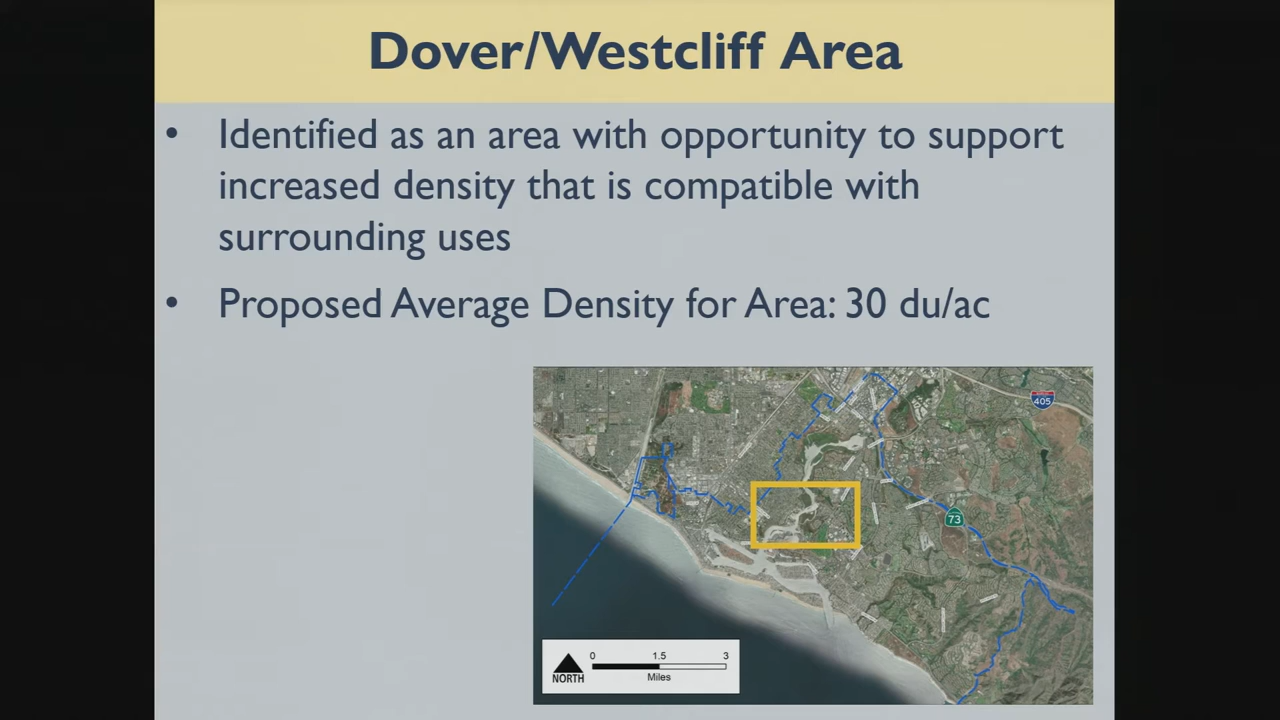 Dover/Westcliff Area
• Identified as an area with opportunity to support
increased density that is compatible with
surrounding uses
• Proposed Average Density for Area: 30 du/ac
405
73
0 1.5 3
Miles
NORTH